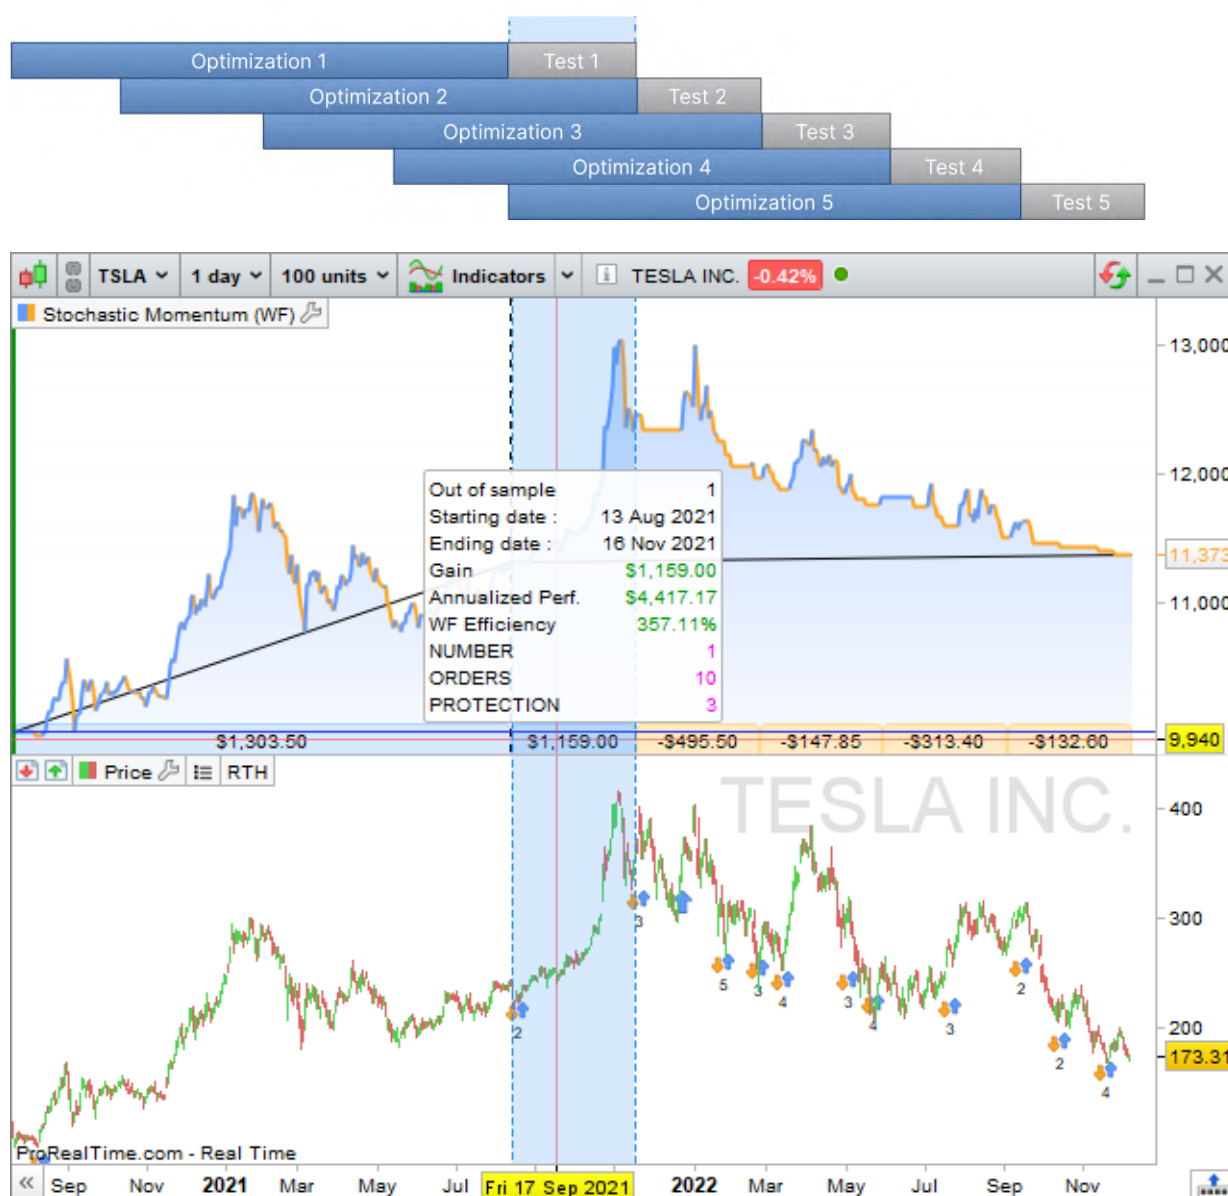 Optimization 1 Test 1
Optimization 2 Test 2
Optimization 3 Test 3
Optimization 4 Test 4
Optimization 5 Test 5
TSLA 1 day 100 units Indicators i TESLA INC. -0.42%
Stochastic Momentum (WF)
13,000
12,000
11,373
11,000
Out of sample 1
Starting date : 13 Aug 2021
Ending date : 16 Nov 2021
Gain $1,159.00
Annualized Perf. $4,417.17
WF Efficiency 357.11%
NUMBER 1
ORDERS 10
PROTECTION 3
$1,303.50 $1,159.00 -$495.50 -$147.85 -$313.40 -$132.60
9,940
Price RTH
TESLA INC.
400
300
200
173.31
3
5
3
4
3
4
3
2
2
2
4
ProRealTime.com - Real Time
« Sep Nov 2021 Mar May Jul Fri 17 Sep 2021 2022 Mar May Jul Sep Nov